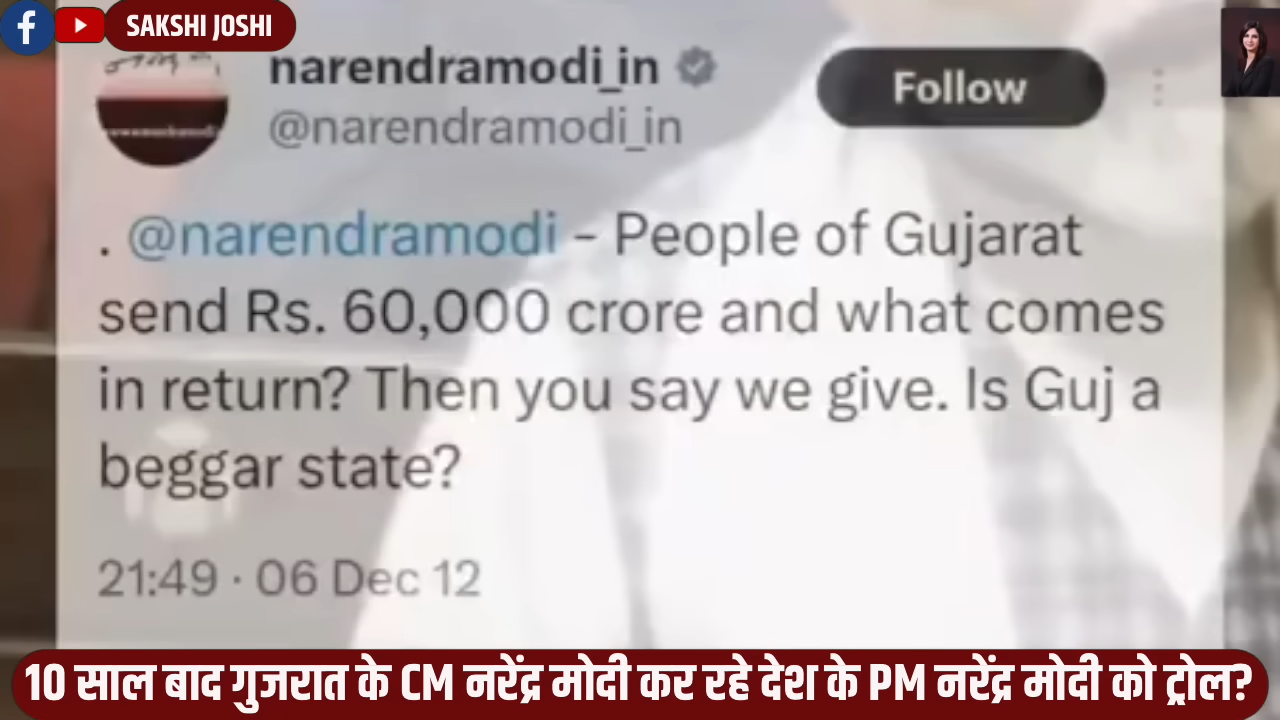 SAKSHI JOSHI
narendramodi_in
@narendramodi_in
Follow
. @narendramodi - People of Gujarat
send Rs. 60,000 crore and what comes
in return? Then you say we give. Is Guj a
beggar state?
21:49 · 06 Dec 12
10 साल बाद गुजरात के CM नरेंद्र मोदी कर रहे देश के PM नरेंद्र मोदी को ट्रोल?